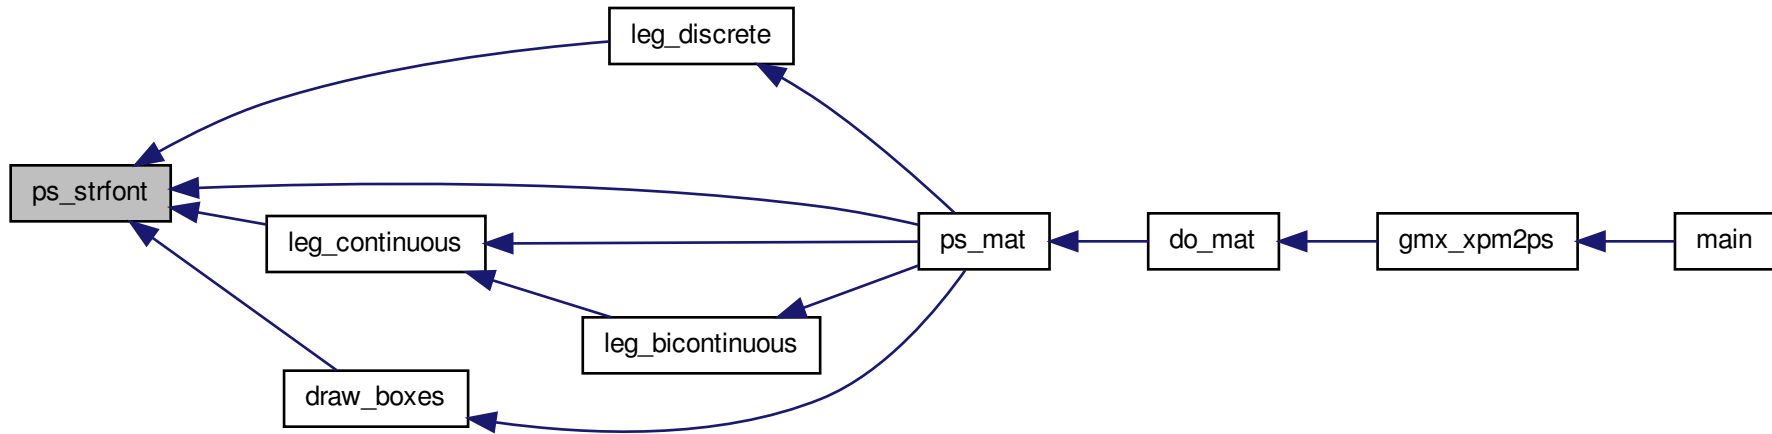 leg_discrete
ps_strfont
leg_continuous
ps_mat
do_mat
gmx_xpm2ps
main
leg_bicontinuous
draw_boxes